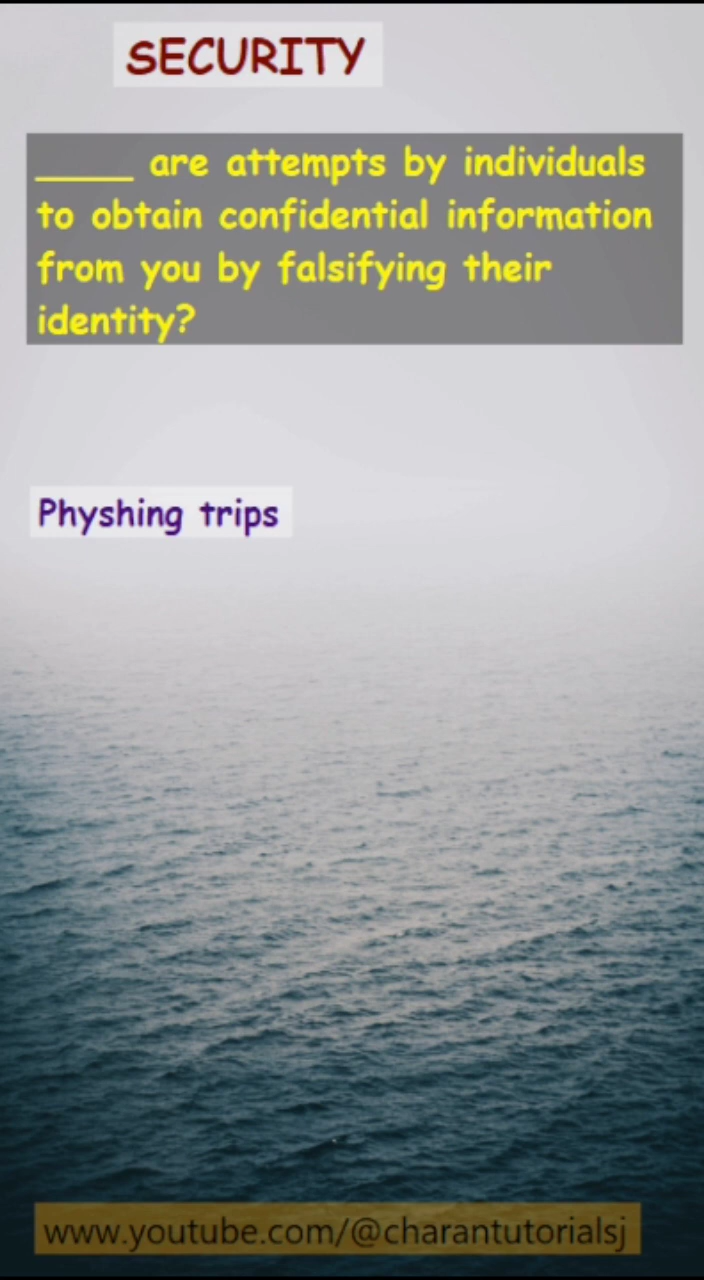 SECURITY
____ are attempts by individuals
to obtain confidential information
from you by falsifying their
identity?
Physhing trips
www.youtube.com/@charantutorialsj